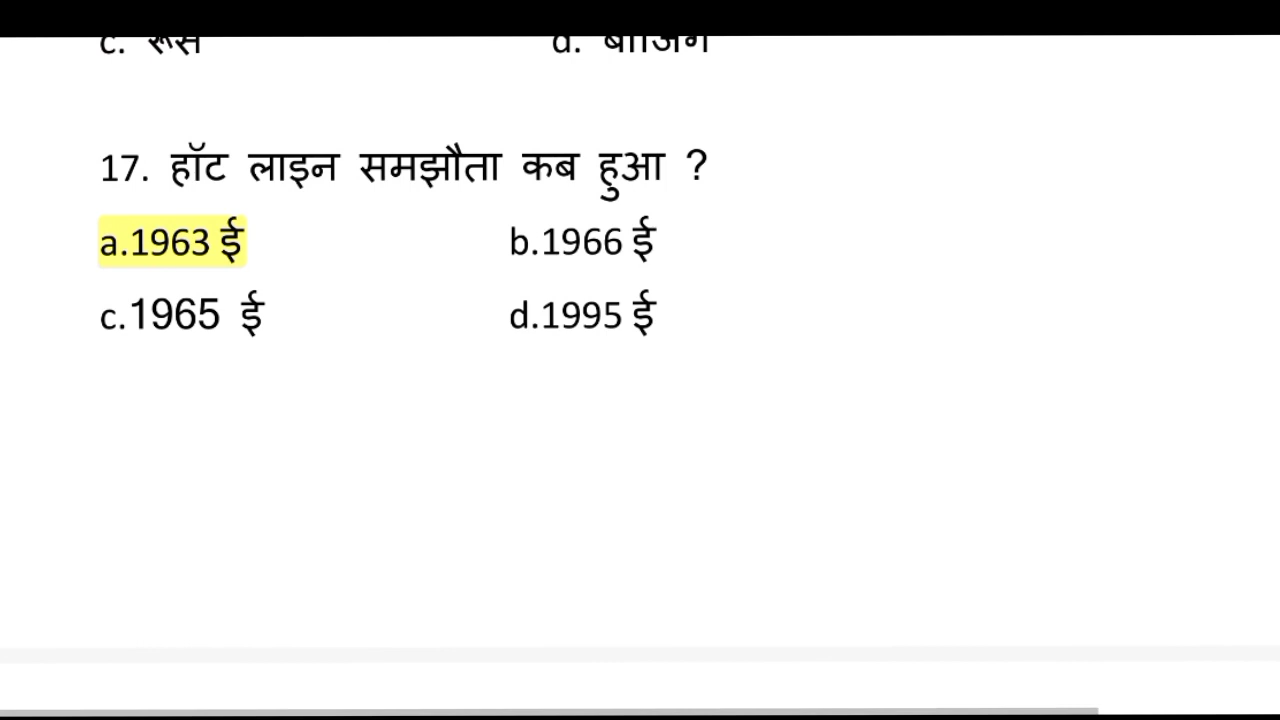 c. रूस d. बीजिंग
17. हॉट लाइन समझौता कब हुआ ?
a.1963 ई b.1966 ई
c.1965 ई d.1995 ई